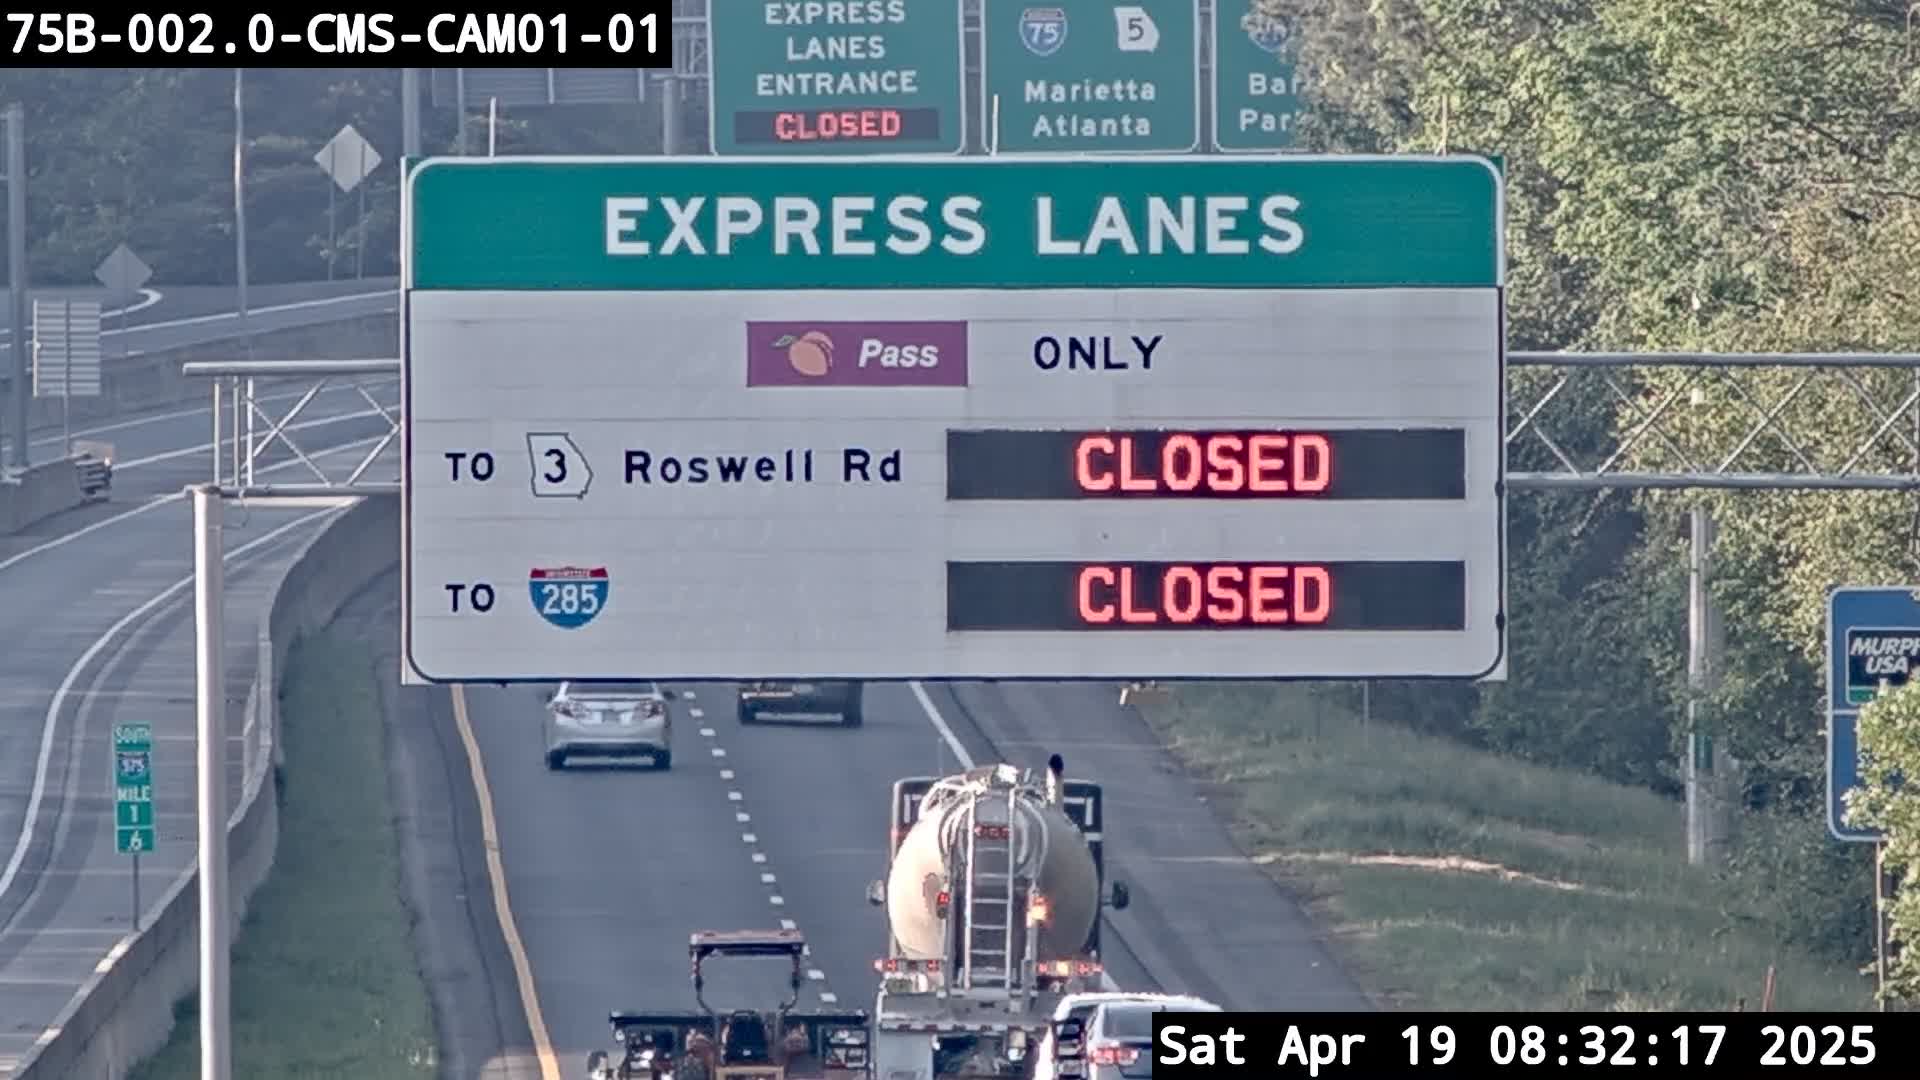 75B-002.0-CMS-CAM01-01
EXPRESS
LANES
ENTRANCE
CLOSED
75 5
Marietta
Atlanta
EXPRESS LANES
Pass ONLY
TO 3 Roswell Rd CLOSED
TO INTERSTATE 285 CLOSED
SOUTH
575
MILE
1
.6
USA
Sat Apr 19 08:32:17 2025